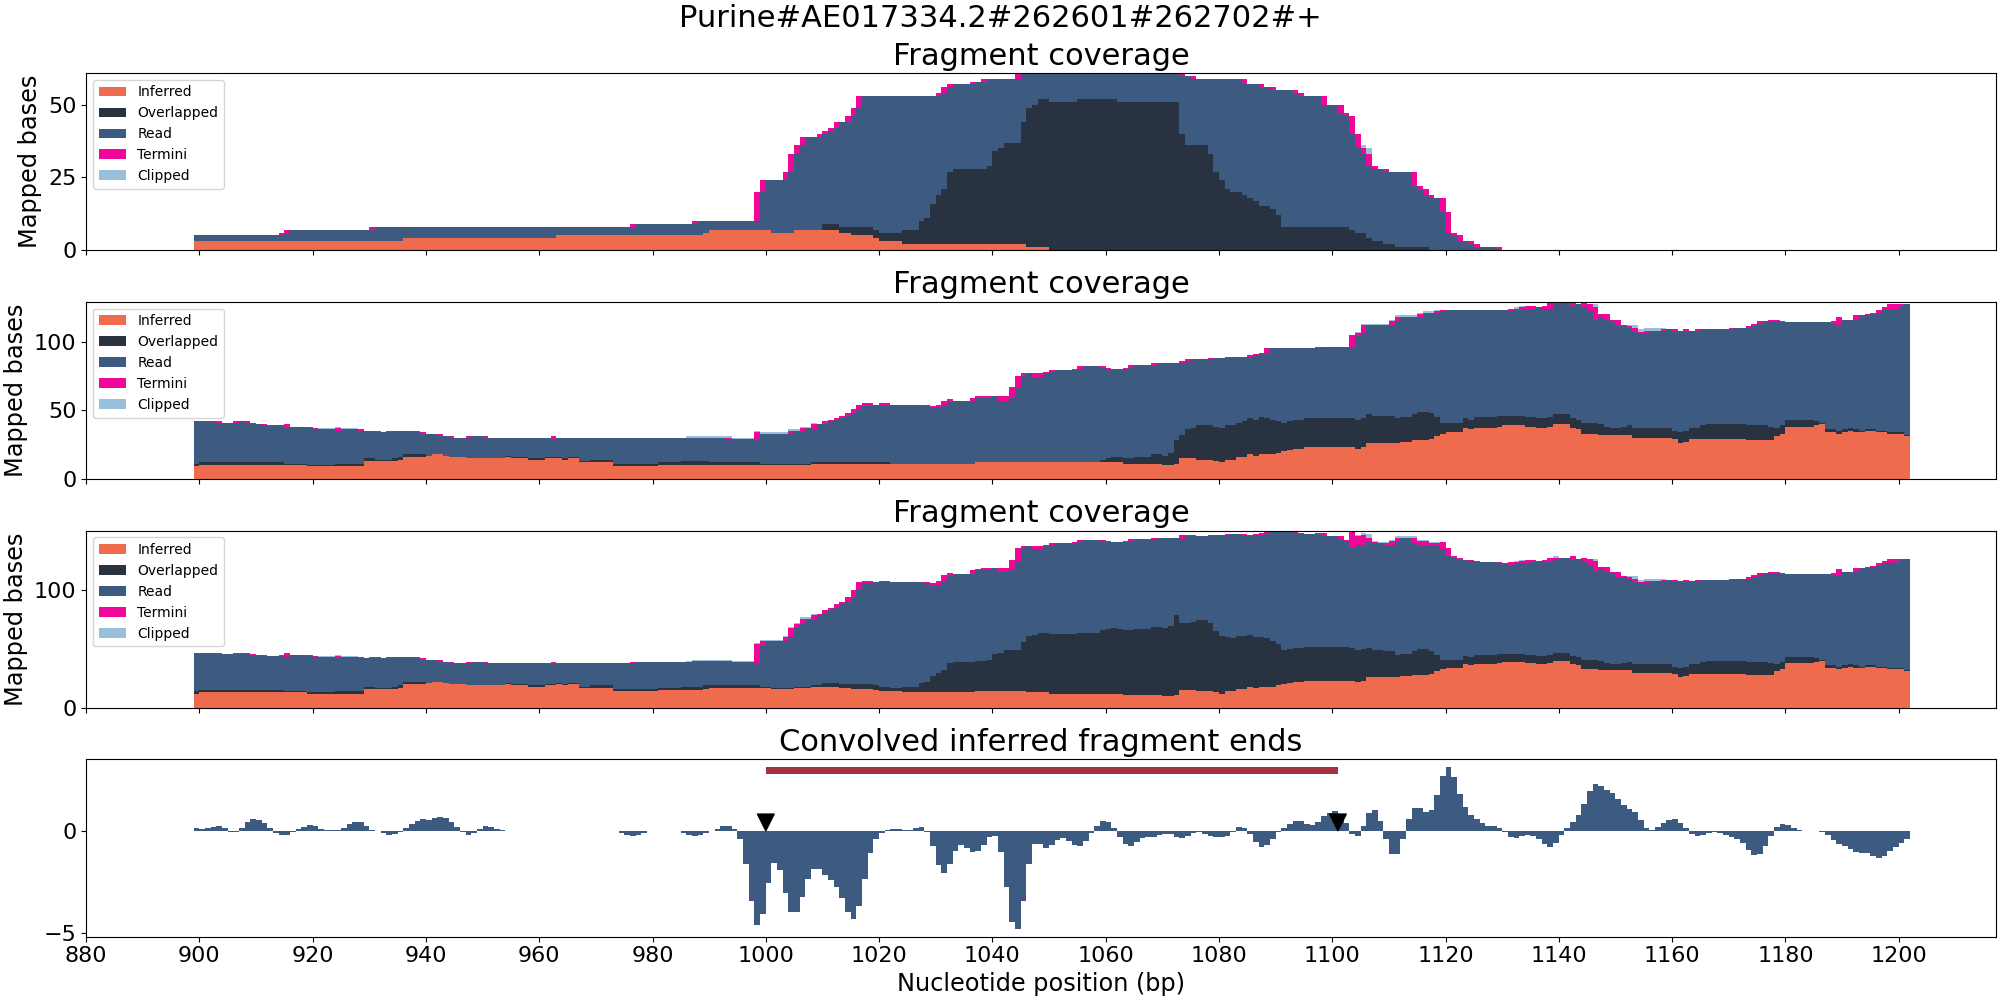 Purine#AE017334.2#262601#262702#+
Fragment coverage
Mapped bases
50
25
0
Inferred
Overlapped
Read
Termini
Clipped
Fragment coverage
Mapped bases
100
50
0
Inferred
Overlapped
Read
Termini
Clipped
Fragment coverage
Mapped bases
100
0
Inferred
Overlapped
Read
Termini
Clipped
Convolved inferred fragment ends
0
−5
880 900 920 940 960 980 1000 1020 1040 1060 1080 1100 1120 1140 1160 1180 1200
Nucleotide position (bp)